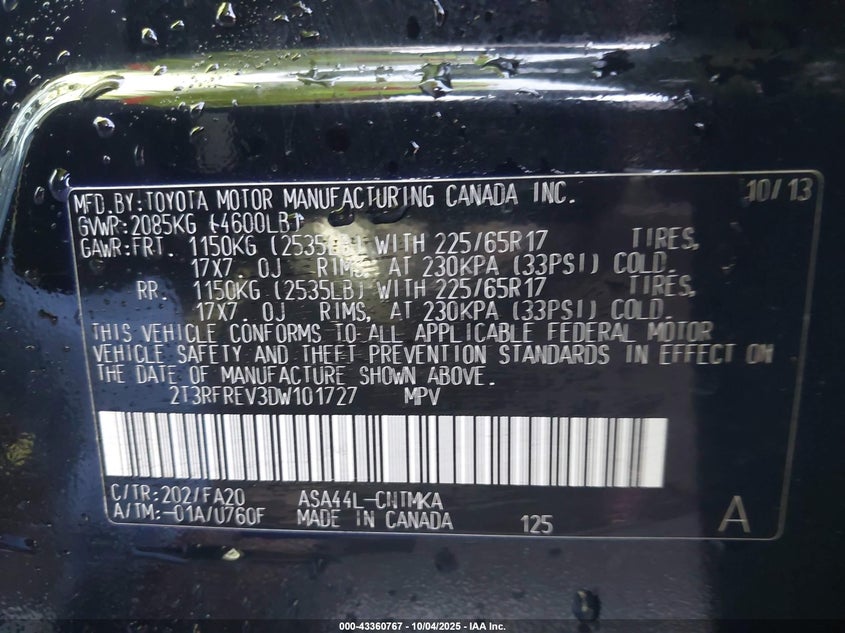 MFD.BY:TOYOTA MOTOR MANUFACTURING CANADA INC. 10/13
GVWR:2085KG (4600LB)
GAWR:FRT. 1150KG (2535LB) WITH 225/65R17 TIRES,
17X7.0J RIMS, AT 230KPA (33PSI) COLD.
RR. 1150KG (2535LB) WITH 225/65R17 TIRES,
17X7.0J RIMS, AT 230KPA (33PSI) COLD.
THIS VEHICLE CONFORMS TO ALL APPLICABLE FEDERAL MOTOR
VEHICLE SAFETY AND THEFT PREVENTION STANDARDS IN EFFECT ON
THE DATE OF MANUFACTURE SHOWN ABOVE.
2T3RFREV3DW101727 MPV
C/TR:202/FA20 ASA44L-CNTMKA
A/TM:-01A/U760F MADE IN CANADA 125 A
000-43360767 - 10/04/2025 - IAA Inc.